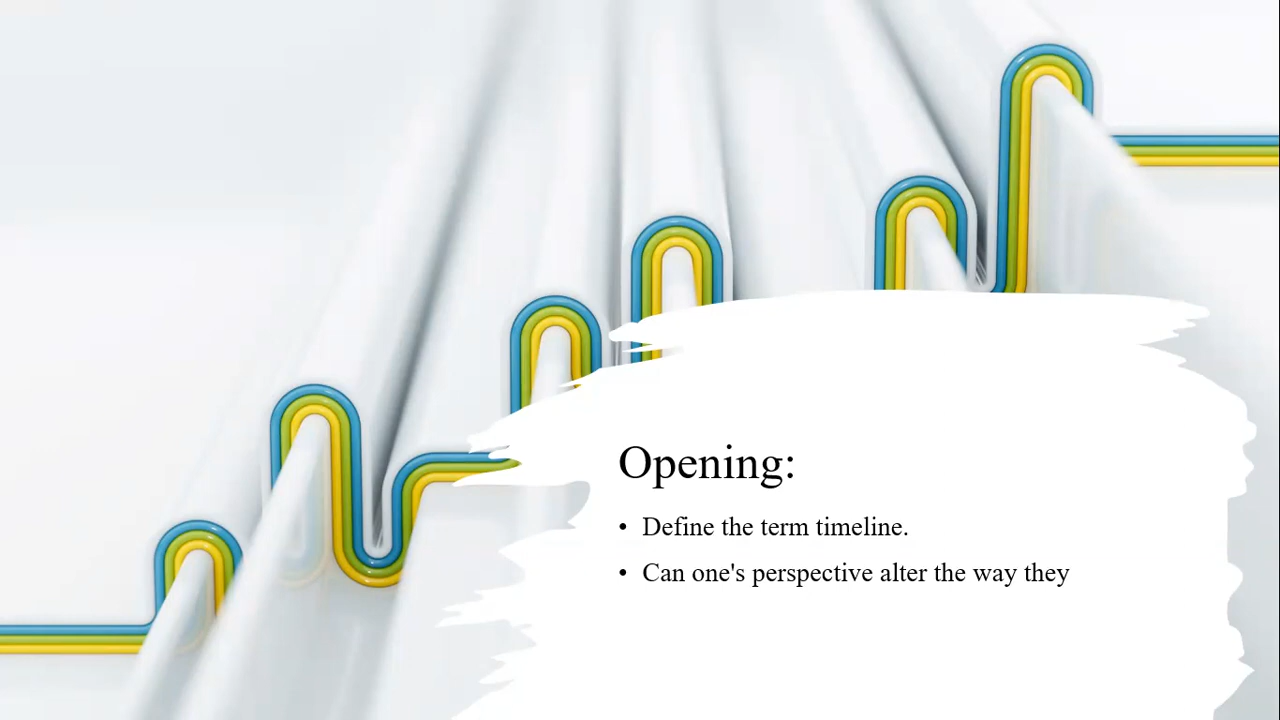 Opening:
• Define the term timeline.
• Can one's perspective alter the way they